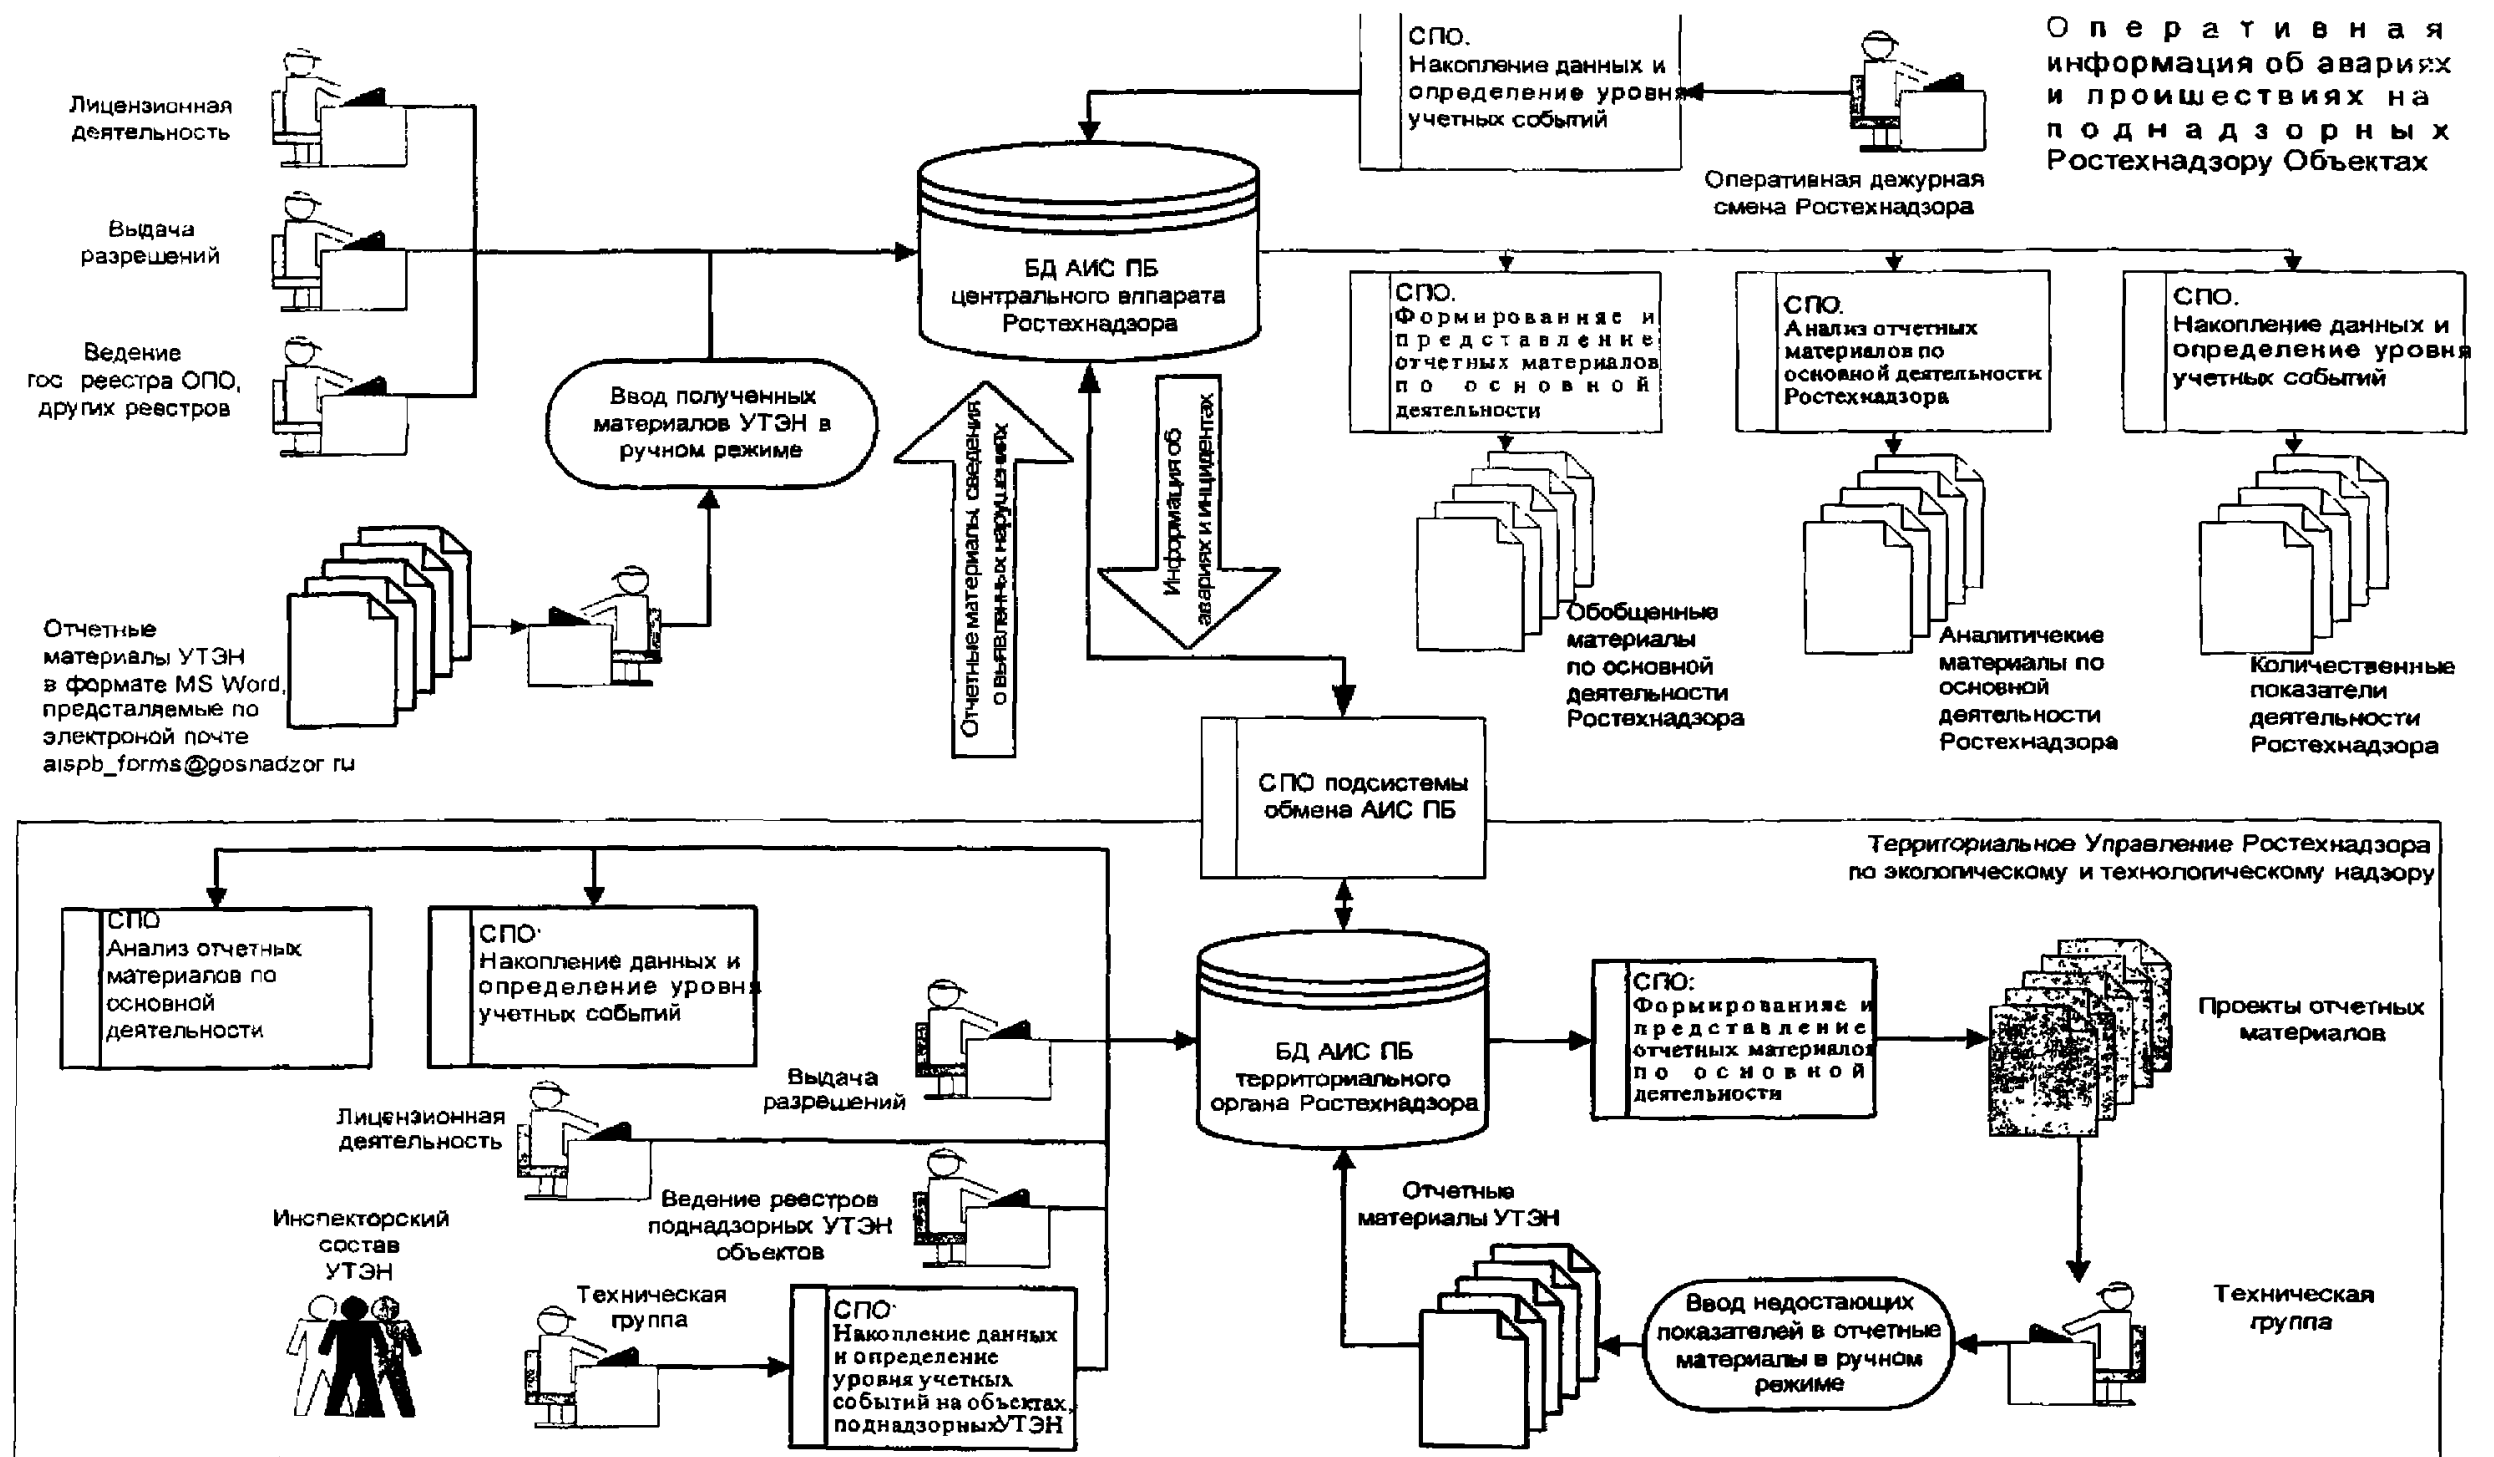 Оперативная
информация об авариях
и проишествиях на
поднадзорных
Ростехнадзору Объектах
СПО.
Накопление данных и
определение уровня
учетных событий
Оперативная дежурная
смена Ростехнадзора
Лицензионная
деятельность
Выдача
разрешений
Ведение
гос реестра ОПО,
других реестров
БД АИС ПБ
центрального аппарата
Ростехнадзора
Ввод полученных
материалов УТЭН в
ручном режиме
СПО.
Формированияе и
представление
отчетных материалов
по основной
деятельности
СПО.
Анализ отчетных
материалов по
основной деятельности
Ростехнадзора
СПО.
Накопление данных и
определение уровня
учетных событий
Отчетные материалы, сведения
о выявленных нарушениях
Информация об
авариях и инцидентах
Отчетные
материалы УТЭН
в формате MS Word,
предсталяемые по
электроной почте
aispb_forms@gosnadzor ru
Обобщенные
материалы
по основной
деятельности
Ростехнадзора
Аналитичекие
материалы по
основной
деятельности
Ростехнадзора
Количественные
показатели
деятельности
Ростехнадзора
СПО подсистемы
обмена АИС ПБ
Территориальное Управление Ростехнадзора
по экологическому и технологическому надзору
СПО
Анализ отчетных
материалов по
основной
деятельности
СПО:
Накопление данных и
определение уровня
учетных событий
Выдача
разрешений
Лицензионная
деятельность
Ведение реестров
поднадзорных УТЭН
объектов
Инспекторский
состав
УТЭН
Техническая
группа
СПО:
Накопление данных
и определение
уровня учетных
событий на объектах,
поднадзорных УТЭН
БД АИС ПБ
территориального
органа Ростехнадзора
СПО:
Формированияе и
представление
отчетных материалов
по основной
деятельности
Проекты отчетных
материалов
Отчетные
материалы УТЭН
Ввод недостающих
показателей в отчетные
материалы в ручном
режиме
Техническая
группа